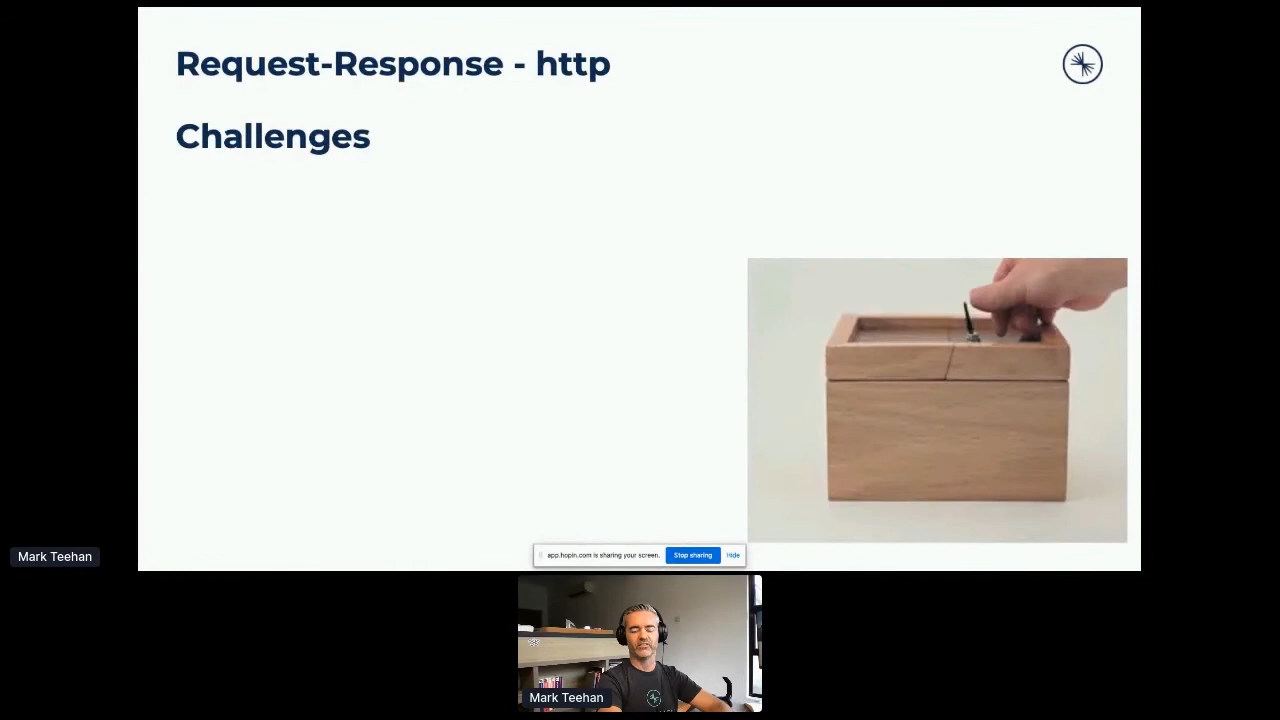 Request-Response - http
Challenges
app.hopin.com is sharing your screen.
Stop sharing
Hide
Mark Teehan
Mark Teehan